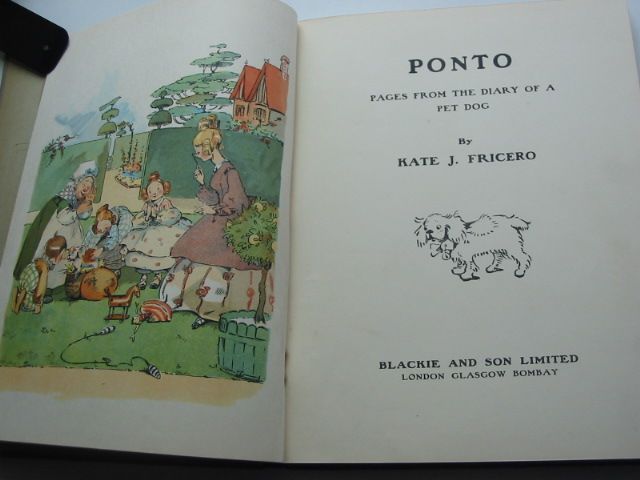 PONTO
PAGES FROM THE DIARY OF A
PET DOG
By
KATE J. FRICERO
BLACKIE AND SON LIMITED
LONDON GLASGOW BOMBAY